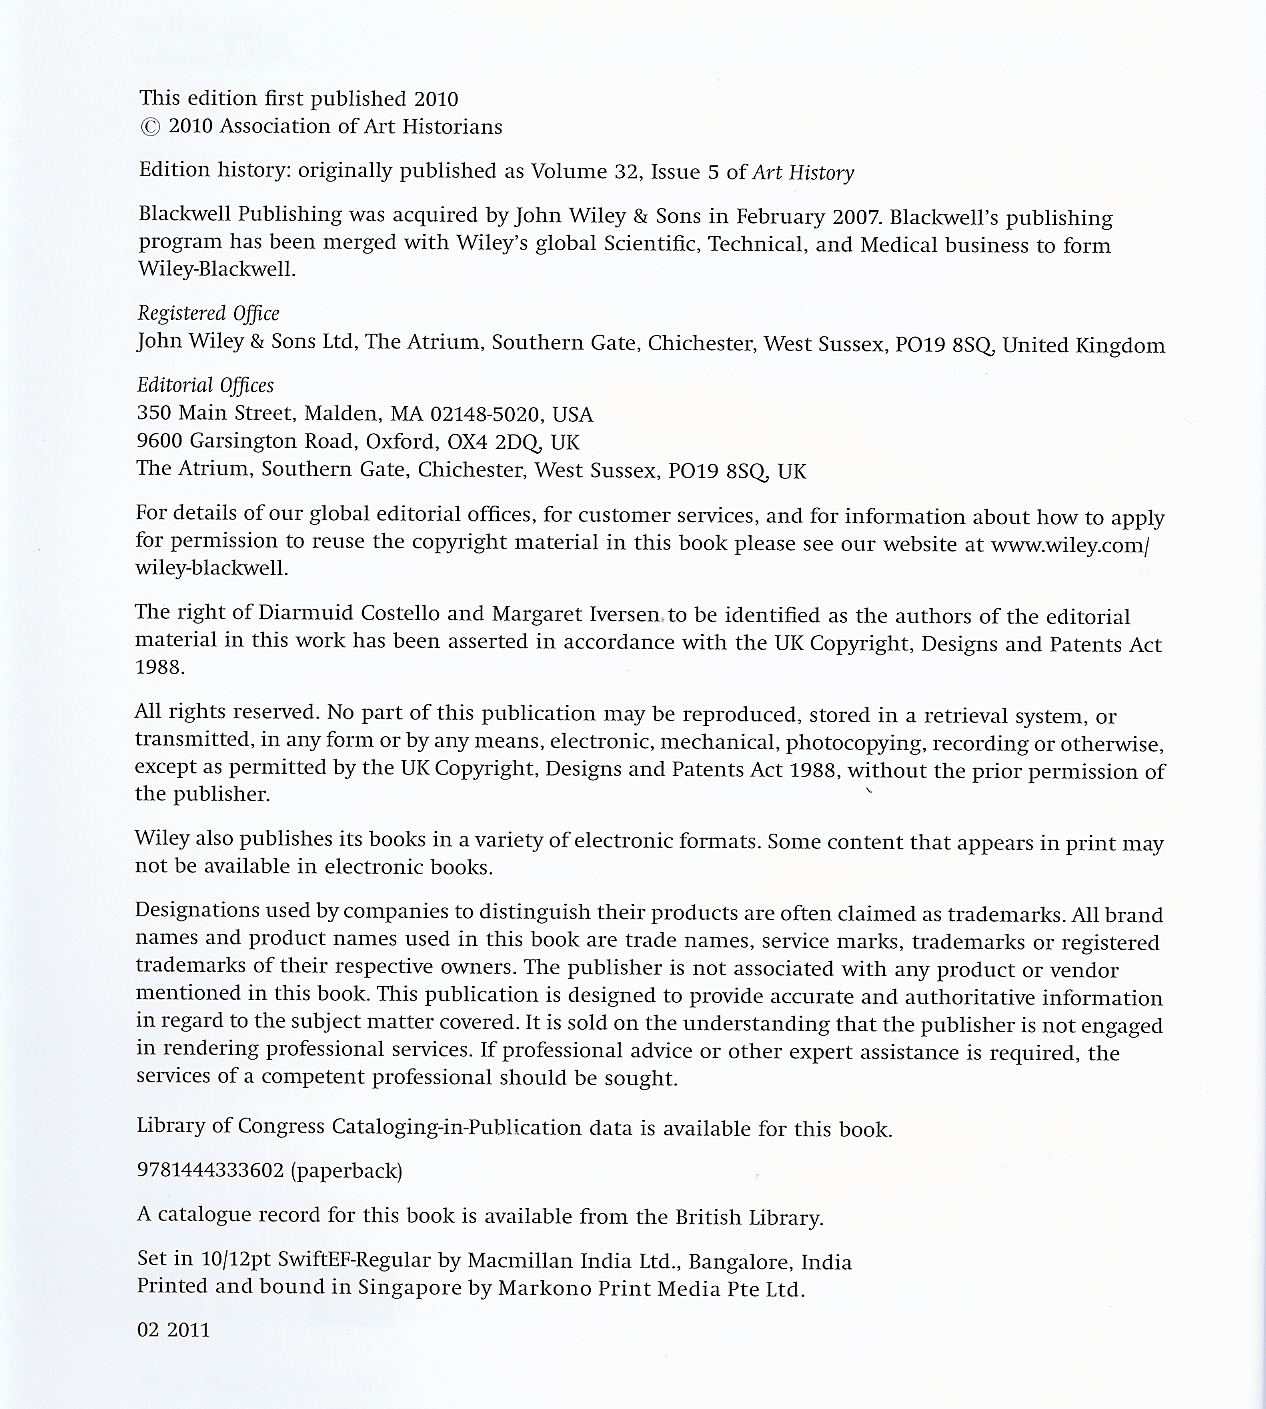 This edition first published 2010
© 2010 Association of Art Historians
Edition history: originally published as Volume 32, Issue 5 of Art History
Blackwell Publishing was acquired by John Wiley & Sons in February 2007. Blackwell's publishing
program has been merged with Wiley's global Scientific, Technical, and Medical business to form
Wiley-Blackwell.
Registered Office
John Wiley & Sons Ltd, The Atrium, Southern Gate, Chichester, West Sussex, PO19 8SQ, United Kingdom
Editorial Offices
350 Main Street, Malden, MA 02148-5020, USA
9600 Garsington Road, Oxford, OX4 2DQ, UK
The Atrium, Southern Gate, Chichester, West Sussex, PO19 8SQ, UK
For details of our global editorial offices, for customer services, and for information about how to apply
for permission to reuse the copyright material in this book please see our website at www.wiley.com/
wiley-blackwell.
The right of Diarmuid Costello and Margaret Iversen to be identified as the authors of the editorial
material in this work has been asserted in accordance with the UK Copyright, Designs and Patents Act
1988.
All rights reserved. No part of this publication may be reproduced, stored in a retrieval system, or
transmitted, in any form or by any means, electronic, mechanical, photocopying, recording or otherwise,
except as permitted by the UK Copyright, Designs and Patents Act 1988, without the prior permission of
the publisher.
Wiley also publishes its books in a variety of electronic formats. Some content that appears in print may
not be available in electronic books.
Designations used by companies to distinguish their products are often claimed as trademarks. All brand
names and product names used in this book are trade names, service marks, trademarks or registered
trademarks of their respective owners. The publisher is not associated with any product or vendor
mentioned in this book. This publication is designed to provide accurate and authoritative information
in regard to the subject matter covered. It is sold on the understanding that the publisher is not engaged
in rendering professional services. If professional advice or other expert assistance is required, the
services of a competent professional should be sought.
Library of Congress Cataloging-in-Publication data is available for this book.
9781444333602 (paperback)
A catalogue record for this book is available from the British Library.
Set in 10/12pt SwiftEF-Regular by Macmillan India Ltd., Bangalore, India
Printed and bound in Singapore by Markono Print Media Pte Ltd.
02 2011